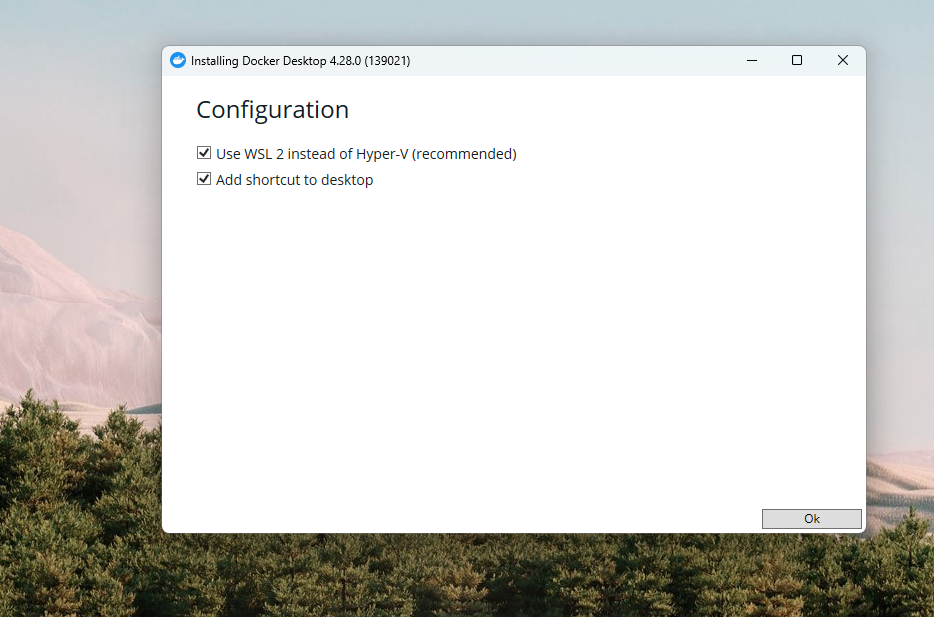 Installing Docker Desktop 4.28.0 (139021)
Configuration
Use WSL 2 instead of Hyper-V (recommended)
Add shortcut to desktop
Ok